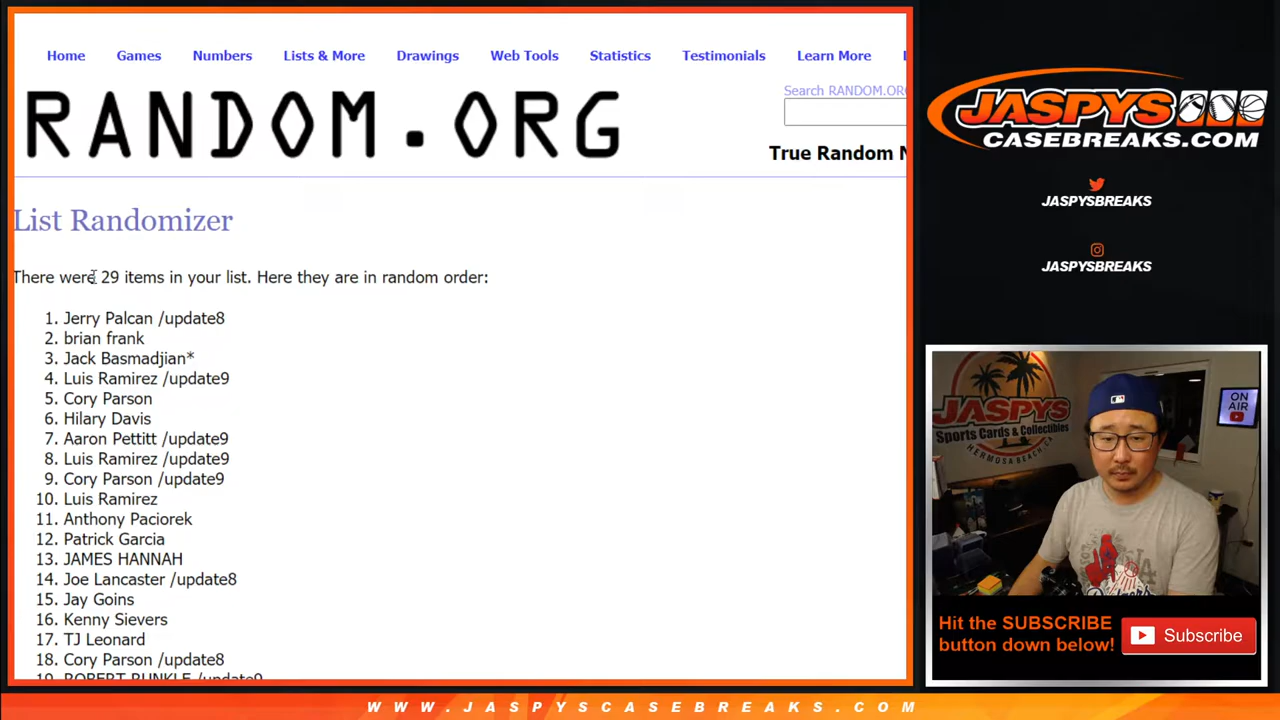 Home Games Numbers Lists & More Drawings Web Tools Statistics Testimonials Learn More
RANDOM.ORG
Search RANDOM.ORG
True Random N
List Randomizer
There were 29 items in your list. Here they are in random order:
1. Jerry Palcan /update8
2. brian frank
3. Jack Basmadjian*
4. Luis Ramirez /update9
5. Cory Parson
6. Hilary Davis
7. Aaron Pettitt /update9
8. Luis Ramirez /update9
9. Cory Parson /update9
10. Luis Ramirez
11. Anthony Paciorek
12. Patrick Garcia
13. JAMES HANNAH
14. Joe Lancaster /update8
15. Jay Goins
16. Kenny Sievers
17. TJ Leonard
18. Cory Parson /update8
19. ROBERT RUNKLE /update9
JASPYS
CASEBREAKS.COM
JASPYSBREAKS
JASPYSBREAKS
JASPYS
Sports Cards & Collectibles
HERMOSA BEACH, CA
ON
AIR
Hit the SUBSCRIBE
button down below!
Subscribe
WWW.JASPYSCASEBREAKS.COM